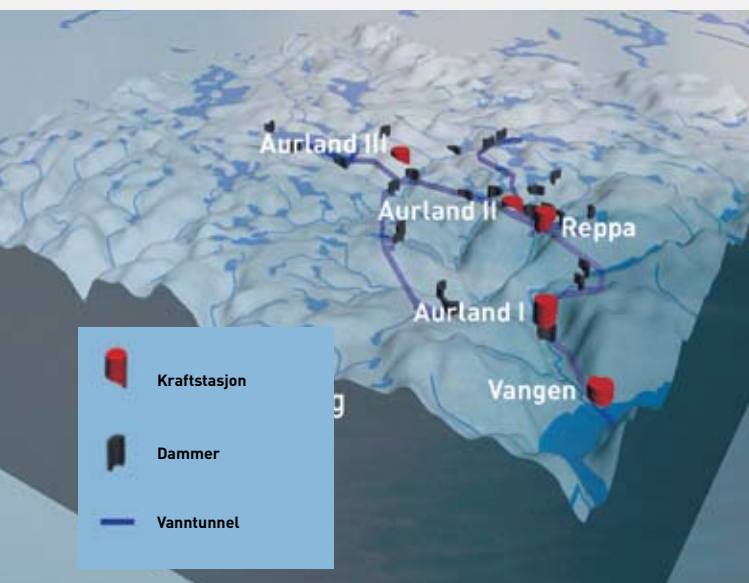 Aurland III
Aurland II
Reppa
Aurland I
Vangen
g
Kraftstasjon
Dammer
Vanntunnel